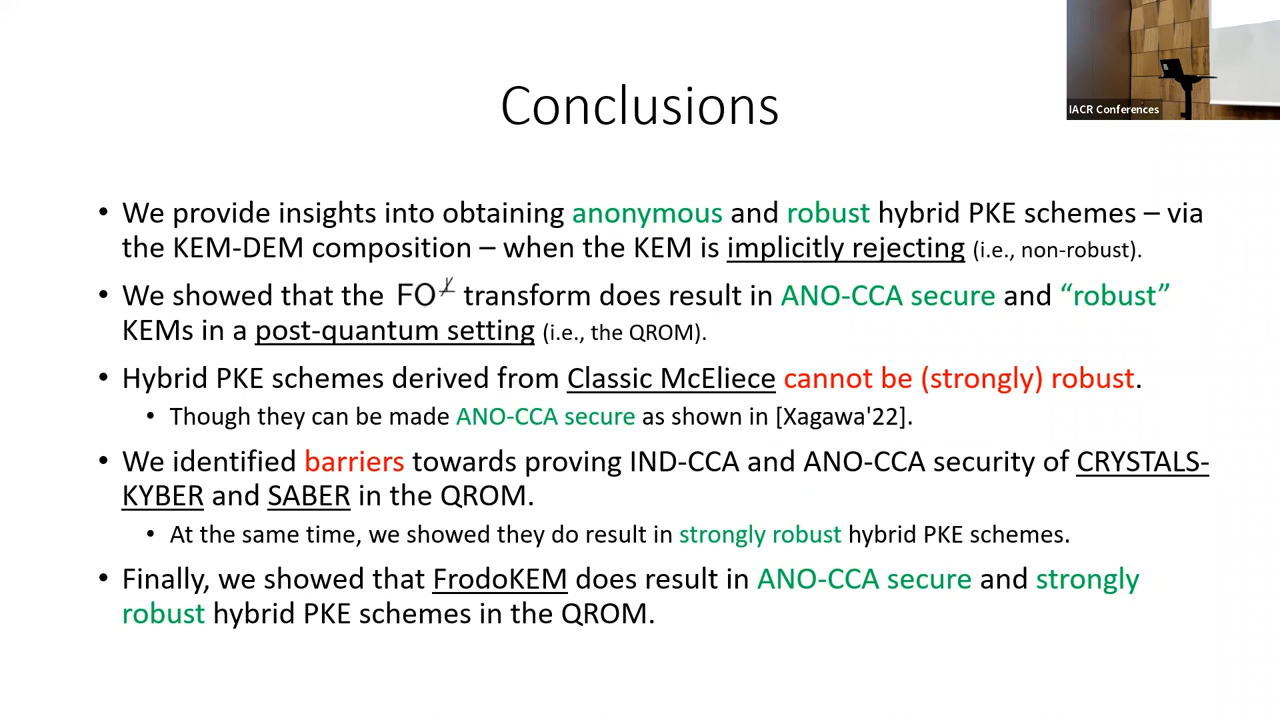 IACR Conferences
Conclusions
• We provide insights into obtaining anonymous and robust hybrid PKE schemes – via
the KEM-DEM composition – when the KEM is implicitly rejecting (i.e., non-robust).
• We showed that the FO⊥̸ transform does result in ANO-CCA secure and “robust”
KEMs in a post-quantum setting (i.e., the QROM).
• Hybrid PKE schemes derived from Classic McEliece cannot be (strongly) robust.
• Though they can be made ANO-CCA secure as shown in [Xagawa'22].
• We identified barriers towards proving IND-CCA and ANO-CCA security of CRYSTALS-
KYBER and SABER in the QROM.
• At the same time, we showed they do result in strongly robust hybrid PKE schemes.
• Finally, we showed that FrodoKEM does result in ANO-CCA secure and strongly
robust hybrid PKE schemes in the QROM.